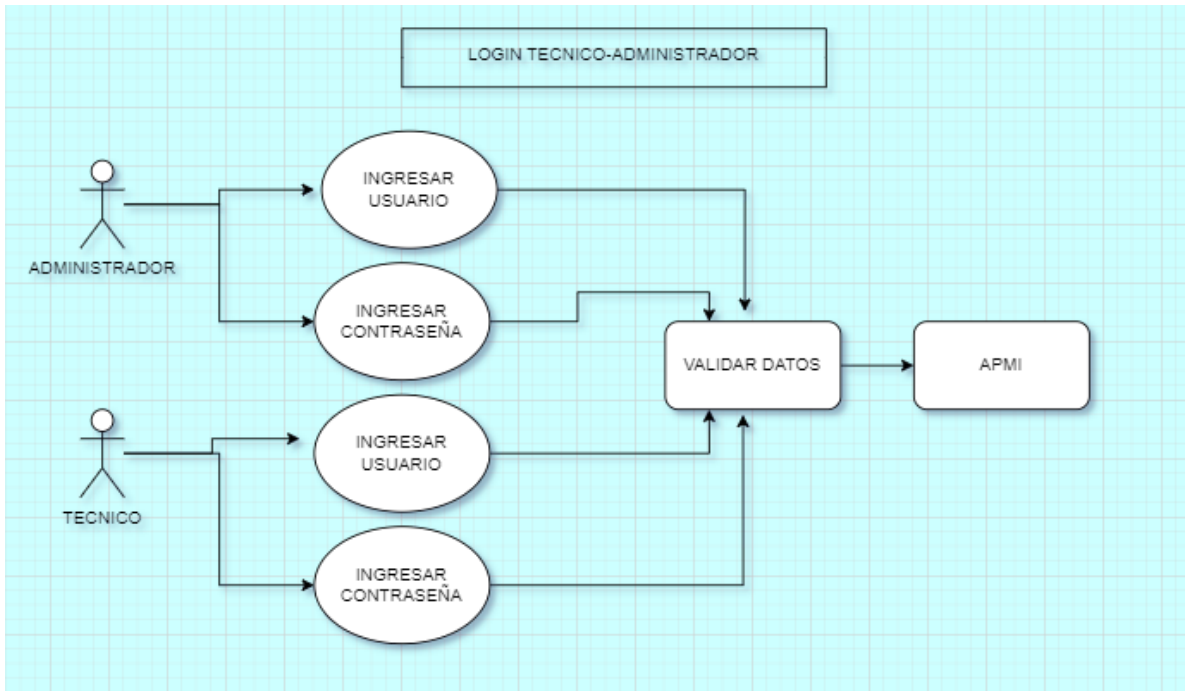 LOGIN TECNICO-ADMINISTRADOR
INGRESAR
USUARIO
ADMINISTRADOR
INGRESAR
CONTRASEÑA
VALIDAR DATOS
APMI
INGRESAR
USUARIO
TECNICO
INGRESAR
CONTRASEÑA